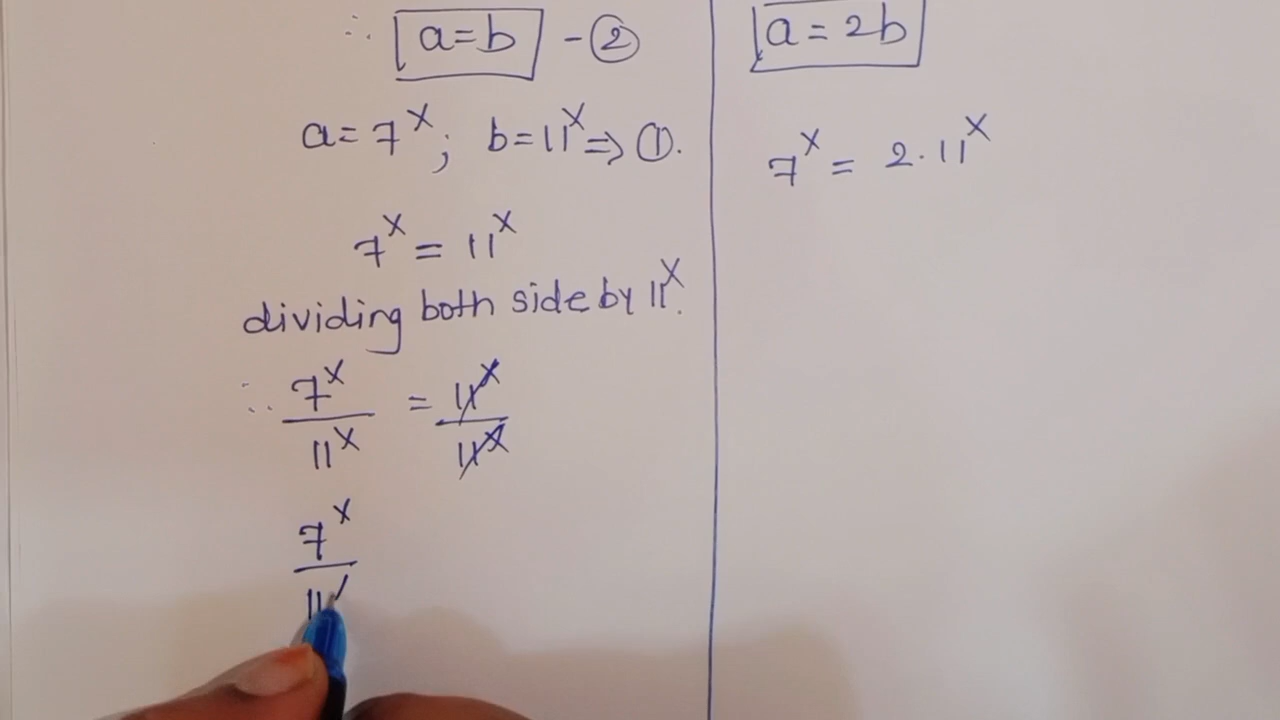 ∴ a=b - ②
a=7^x; b=11^x ⇒ ①.
7^x = 11^x
dividing both side by 11^x.
∴ 7^x/11^x = 11^x/11^x
7^x/11
a = 2b
7^x = 2·11^x